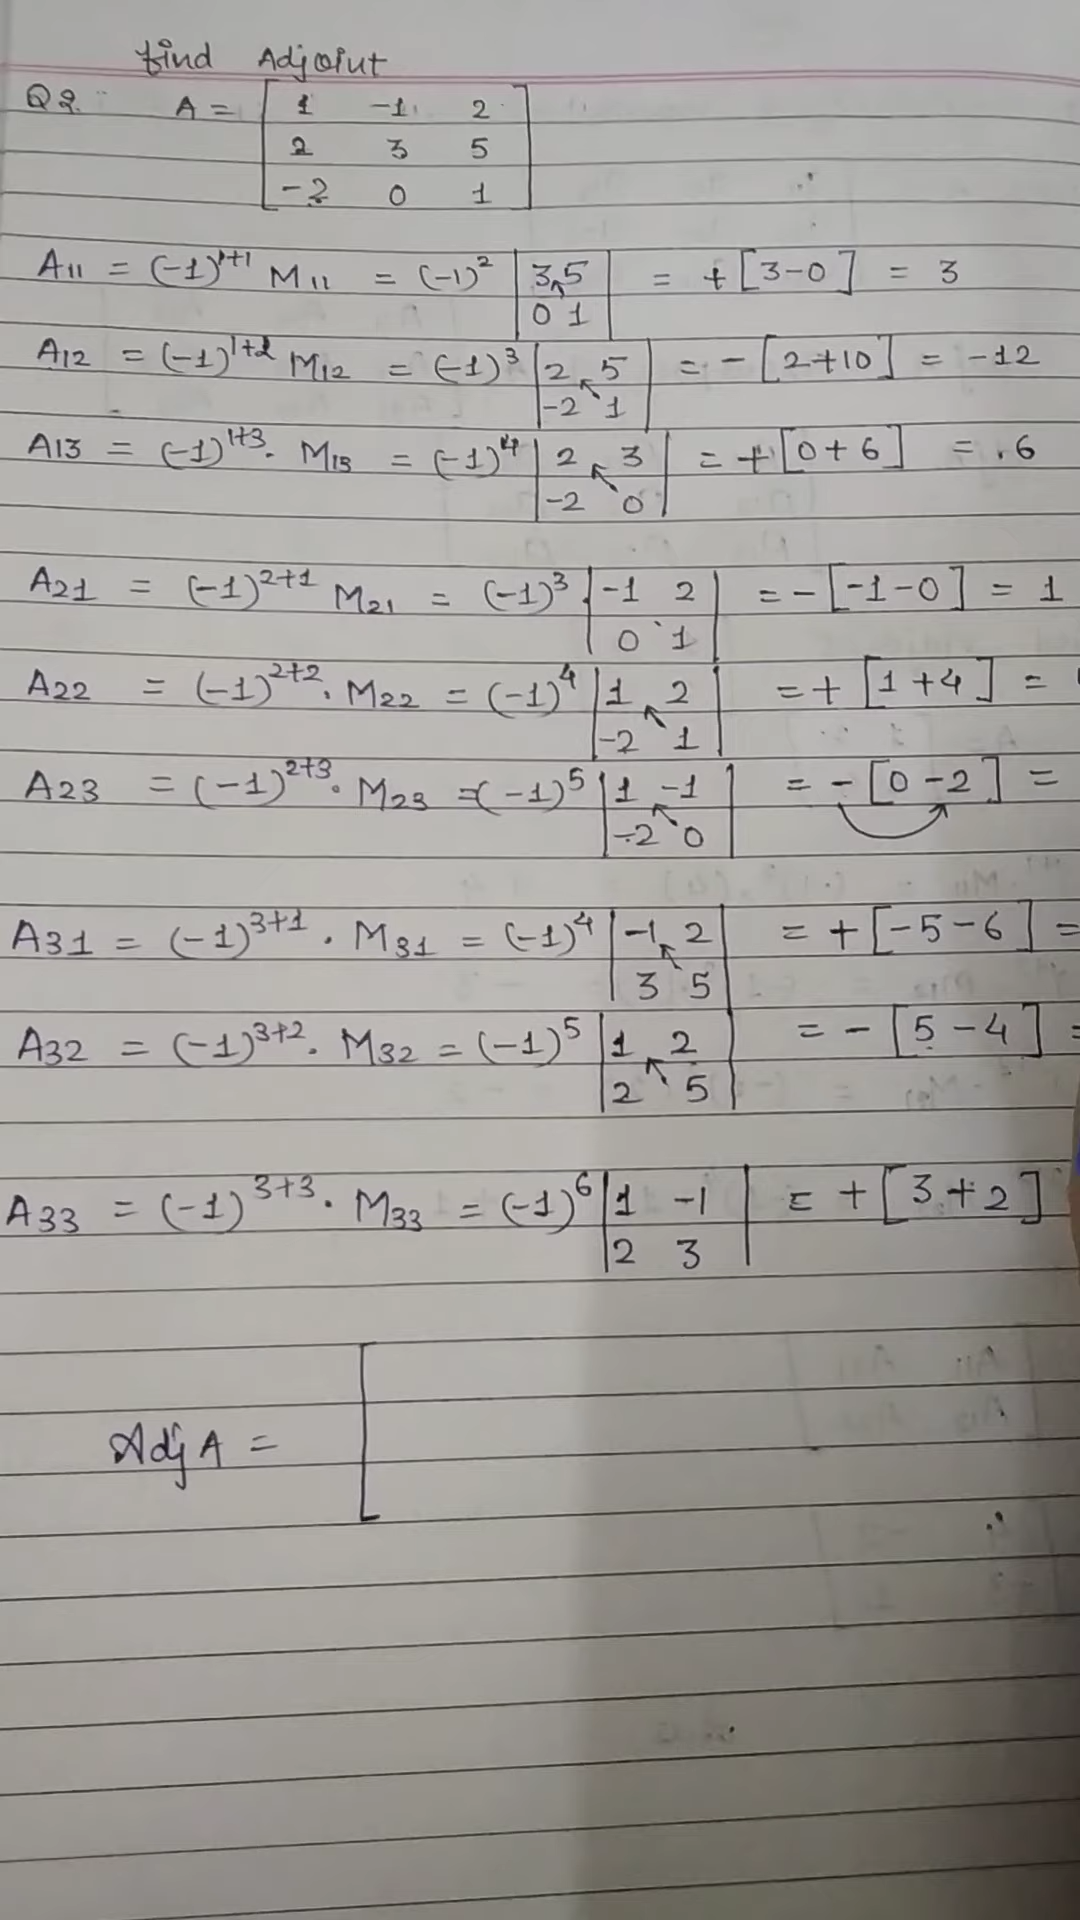 find Adjoint
Q2. A = [ 1 -1 2
2 3 5
-2 0 1 ]
A11 = (-1)^1+1 M11 = (-1)^2 | 3 5 | = +[3-0] = 3
0 1
A12 = (-1)^1+2 M12 = (-1)^3 | 2 5 | = -[2+10] = -12
-2 1
A13 = (-1)^1+3. M13 = (-1)^4 | 2 3 | = +[0+6] = .6
-2 0
A21 = (-1)^2+1 M21 = (-1)^3 | -1 2 | = -[-1-0] = 1
0 1
A22 = (-1)^2+2. M22 = (-1)^4 | 1 2 | = +[1+4] =
-2 1
A23 = (-1)^2+3. M23 = (-1)^5 | 1 -1 | = -[0-2] =
-2 0
A31 = (-1)^3+1. M31 = (-1)^4 | -1 2 | = +[-5-6] =
3 5
A32 = (-1)^3+2. M32 = (-1)^5 | 1 2 | = -[5-4] =
2 5
A33 = (-1)^3+3. M33 = (-1)^6 | 1 -1 | = +[3+2]
2 3
Adj A = [